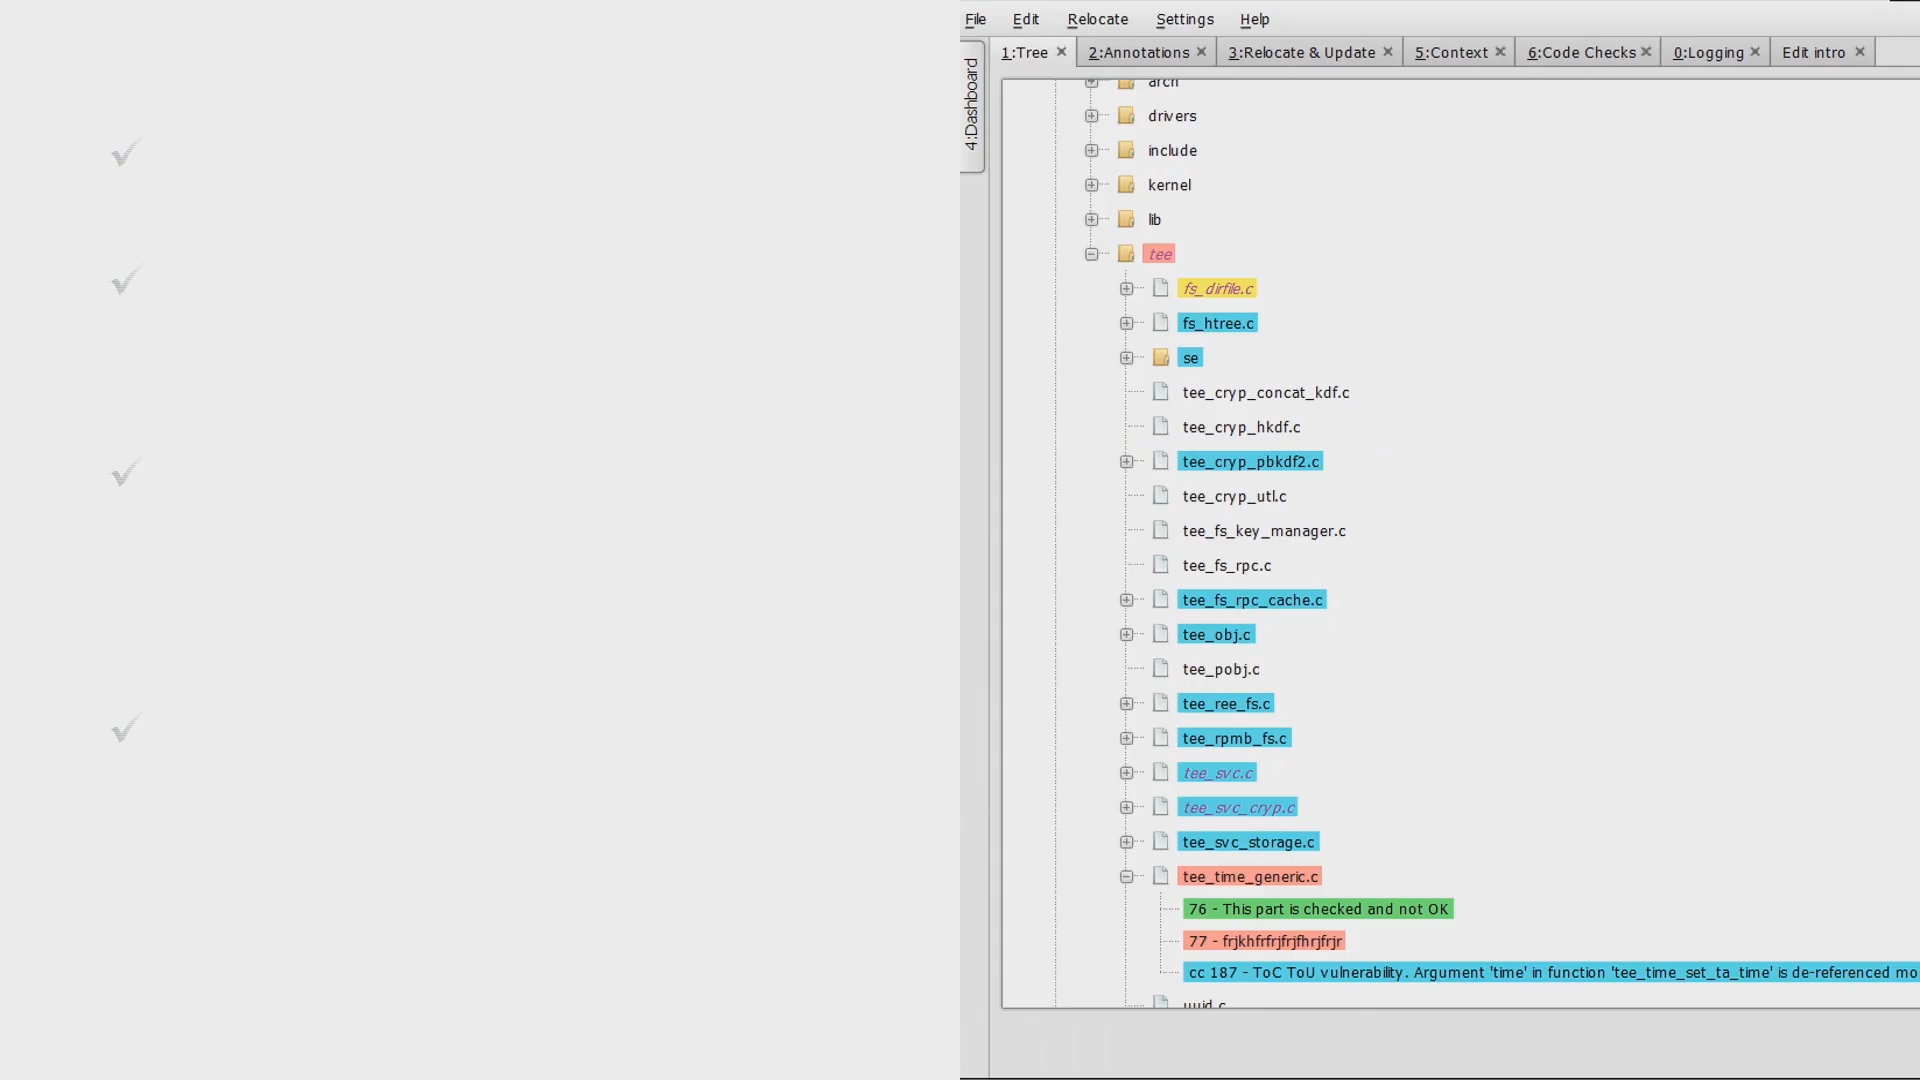 File Edit Relocate Settings Help
1:Tree 2:Annotations 3:Relocate & Update 5:Context 6:Code Checks 0:Logging Edit intro
4:Dashboard
arch
drivers
include
kernel
lib
tee
fs_dirfile.c
fs_htree.c
se
tee_cryp_concat_kdf.c
tee_cryp_hkdf.c
tee_cryp_pbkdf2.c
tee_cryp_utl.c
tee_fs_key_manager.c
tee_fs_rpc.c
tee_fs_rpc_cache.c
tee_obj.c
tee_pobj.c
tee_ree_fs.c
tee_rpmb_fs.c
tee_svc.c
tee_svc_cryp.c
tee_svc_storage.c
tee_time_generic.c
76 - This part is checked and not OK
77 - frjkhfrfrjfrjfhrjfrjr
cc 187 - ToC ToU vulnerability. Argument 'time' in function 'tee_time_set_ta_time' is de-referenced mo
uuid.c